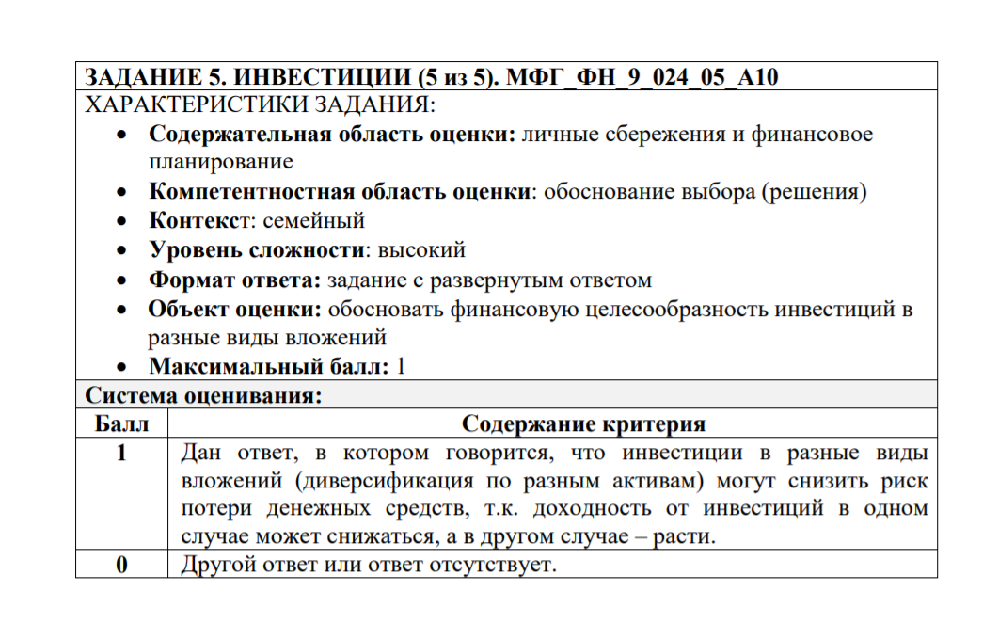 ЗАДАНИЕ 5. ИНВЕСТИЦИИ (5 из 5). МФГ_ФН_9_024_05_А10
ХАРАКТЕРИСТИКИ ЗАДАНИЯ:
• Содержательная область оценки: личные сбережения и финансовое
планирование
• Компетентностная область оценки: обоснование выбора (решения)
• Контекст: семейный
• Уровень сложности: высокий
• Формат ответа: задание с развернутым ответом
• Объект оценки: обосновать финансовую целесообразность инвестиций в
разные виды вложений
• Максимальный балл: 1
Система оценивания:
Балл Содержание критерия
1 Дан ответ, в котором говорится, что инвестиции в разные виды
вложений (диверсификация по разным активам) могут снизить риск
потери денежных средств, т.к. доходность от инвестиций в одном
случае может снижаться, а в другом случае – расти.
0 Другой ответ или ответ отсутствует.